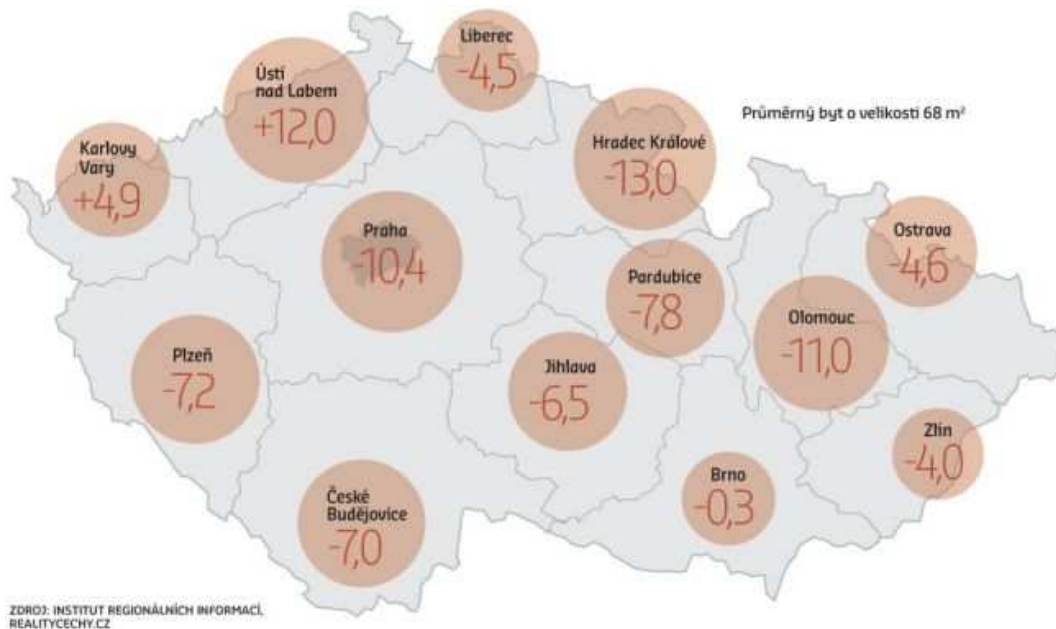 Liberec
-4,5
Ústí
nad Labem
+12,0
Průměrný byt o velikosti 68 m²
Hradec Králové
-13,0
Karlovy
Vary
+4,9
Praha
-10,4
Ostrava
-4,6
Pardubice
-7,8
Olomouc
-11,0
Plzeň
-7,2
Jihlava
-6,5
Zlín
-4,0
Brno
-0,3
České
Budějovice
-7,0
ZDROJ: INSTITUT REGIONÁLNÍCH INFORMACÍ,
REALITYCECHY.CZ